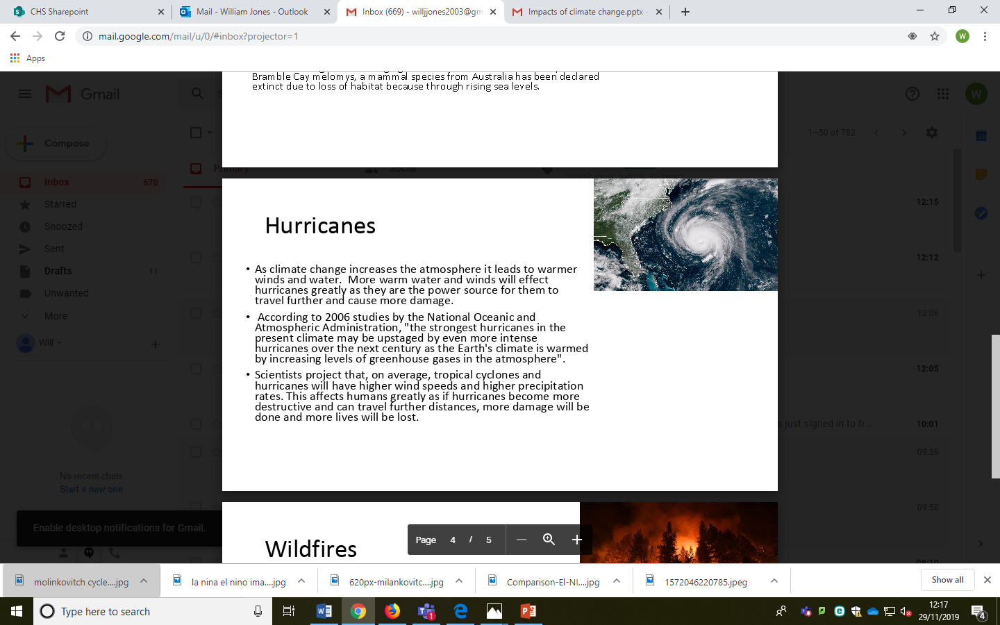 CHS Sharepoint
Mail - William Jones - Outlook
Inbox (669) - willjjones2003@gm
Impacts of climate change.pptx -
mail.google.com/mail/u/0/#inbox?projector=1
W
Apps
Bramble Cay melomys, a mammal species from Australia has been declared
extinct due to loss of habitat because through rising sea levels.
Gmail
W
Compose
1–50 of 782
Primary
Social
Inbox 670
Starred
Snoozed
Sent
Drafts 11
Unwanted
More
Will
No recent chats
Start a new one
Enable desktop notifications for Gmail.
12:15
12:12
12:06
12:05
s just signed in to fr... 10:01
09:59
09:58
08:10
Hurricanes
• As climate change increases the atmosphere it leads to warmer
winds and water. More warm water and winds will effect
hurricanes greatly as they are the power source for them to
travel further and cause more damage.
• According to 2006 studies by the National Oceanic and
Atmospheric Administration, "the strongest hurricanes in the
present climate may be upstaged by even more intense
hurricanes over the next century as the Earth's climate is warmed
by increasing levels of greenhouse gases in the atmosphere".
• Scientists project that, on average, tropical cyclones and
hurricanes will have higher wind speeds and higher precipitation
rates. This affects humans greatly as if hurricanes become more
destructive and can travel further distances, more damage will be
done and more lives will be lost.
Wildfires
Page 4 / 5
molinkovitch cycle....jpg
la nina el nino ima....jpg
620px-milankovitc....jpg
Comparison-El-NI....jpg
1572046220785.jpeg
Show all
Type here to search
1
12:17
29/11/2019
4